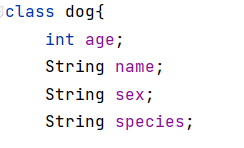 class dog{
    int age;
    String name;
    String sex;
    String species;